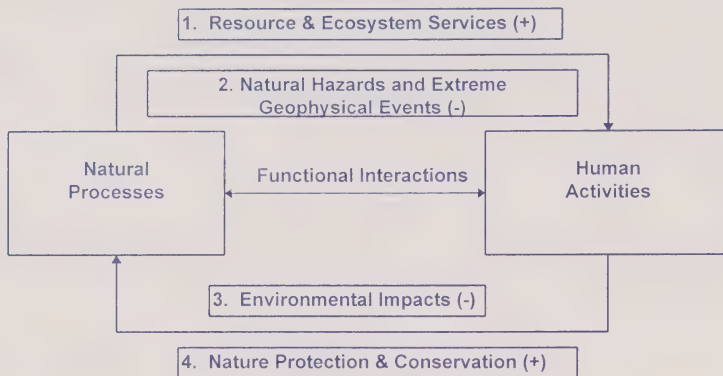 1. Resource & Ecosystem Services (+)
2. Natural Hazards and Extreme
Geophysical Events (-)
Natural
Processes
Functional Interactions
Human
Activities
3. Environmental Impacts (-)
4. Nature Protection & Conservation (+)